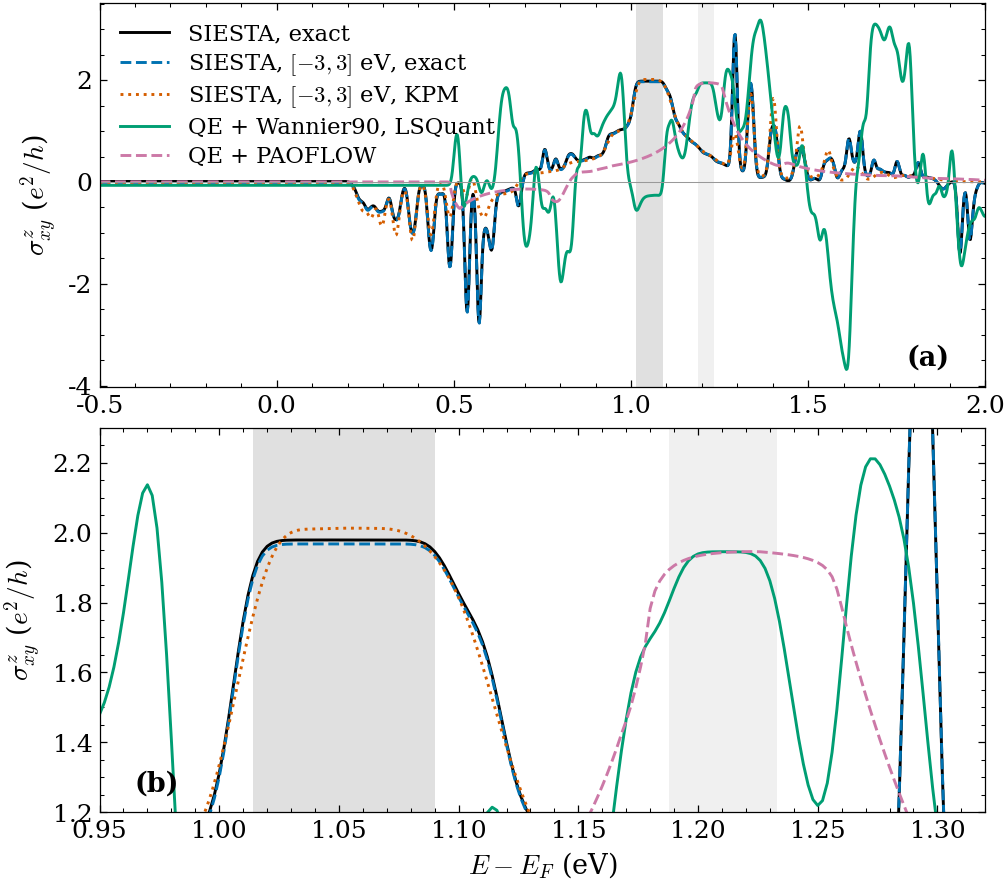 SIESTA, exact
SIESTA, [−3, 3] eV, exact
SIESTA, [−3, 3] eV, KPM
QE + Wannier90, LSQuant
QE + PAOFLOW
2
0
-2
-4
σ^z_xy (e^2/h)
(a)
-0.5 0.0 0.5 1.0 1.5 2.0
2.2
2.0
1.8
1.6
1.4
1.2
σ^z_xy (e^2/h)
(b)
0.95 1.00 1.05 1.10 1.15 1.20 1.25 1.30
E − E_F (eV)